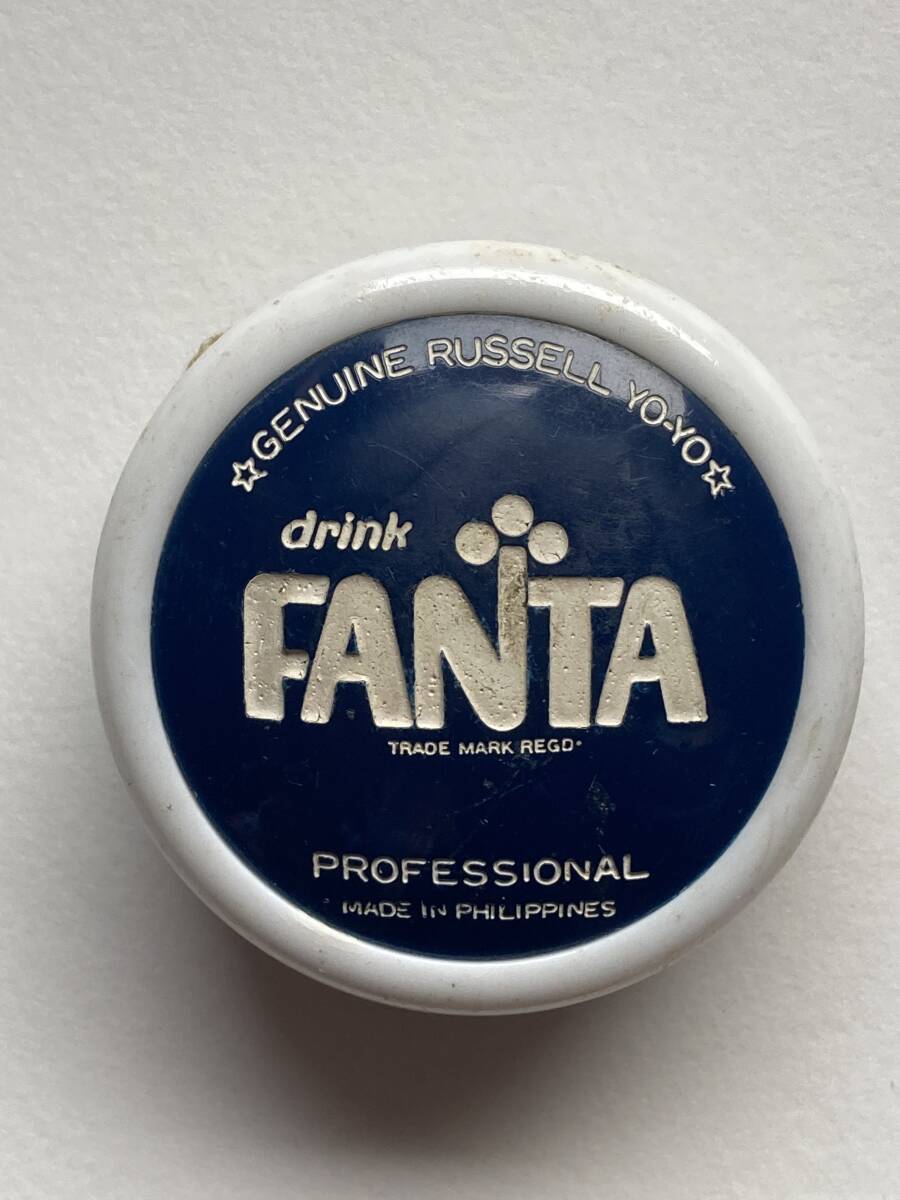 ☆GENUINE RUSSELL YO-YO☆
drink
FANTA
TRADE MARK REGD.
PROFESSIONAL
MADE IN PHILIPPINES